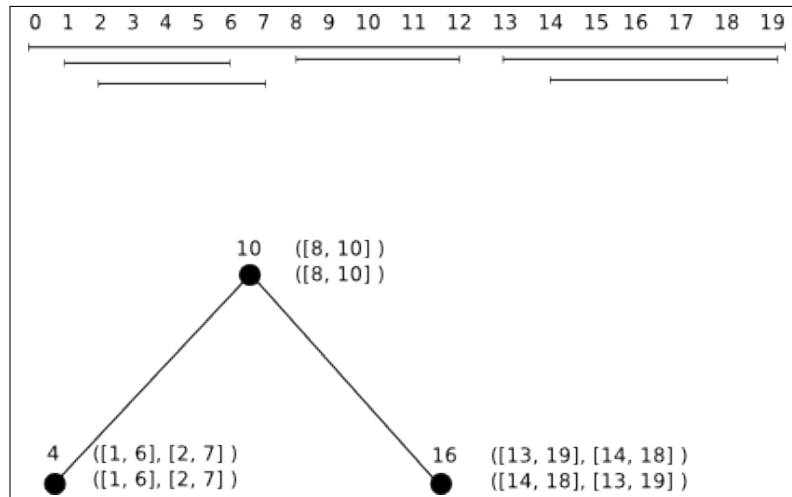 0 1 2 3 4 5 6 7 8 9 10 11 12 13 14 15 16 17 18 19
10 ([8, 10] )
([8, 10] )
4 ([1, 6], [2, 7] )
([1, 6], [2, 7] )
16 ([13, 19], [14, 18] )
([14, 18], [13, 19] )